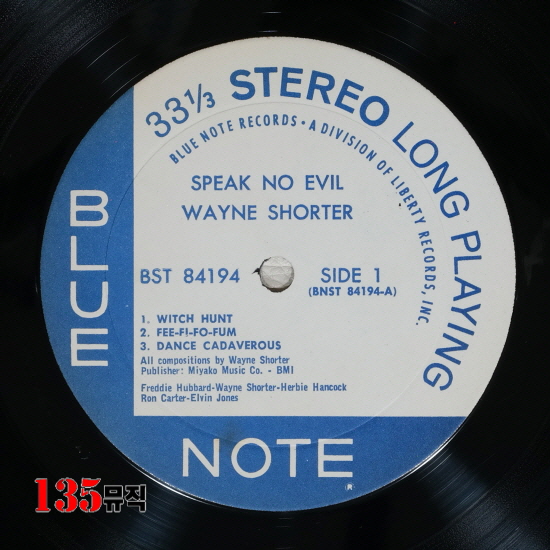 33⅓ STEREO LONG PLAYING
BLUE NOTE RECORDS • A DIVISION OF LIBERTY RECORDS, INC.
SPEAK NO EVIL
WAYNE SHORTER
BLUE
BST 84194
SIDE 1
(BNST 84194-A)
1. WITCH HUNT
2. FEE-FI-FO-FUM
3. DANCE CADAVEROUS
All compositions by Wayne Shorter
Publisher: Miyako Music Co. - BMI
Freddie Hubbard-Wayne Shorter-Herbie Hancock
Ron Carter-Elvin Jones
NOTE®
135뮤직